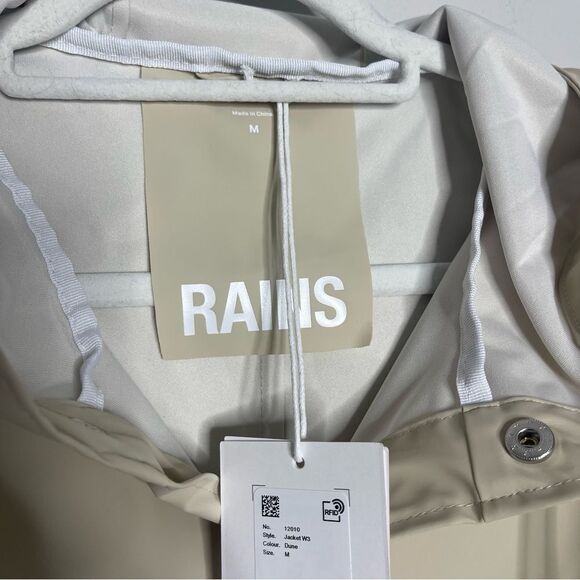 Made in China
M
RAINS
RFID
No. 12010
Style. Jacket W3
Colour. Dune
Size. M